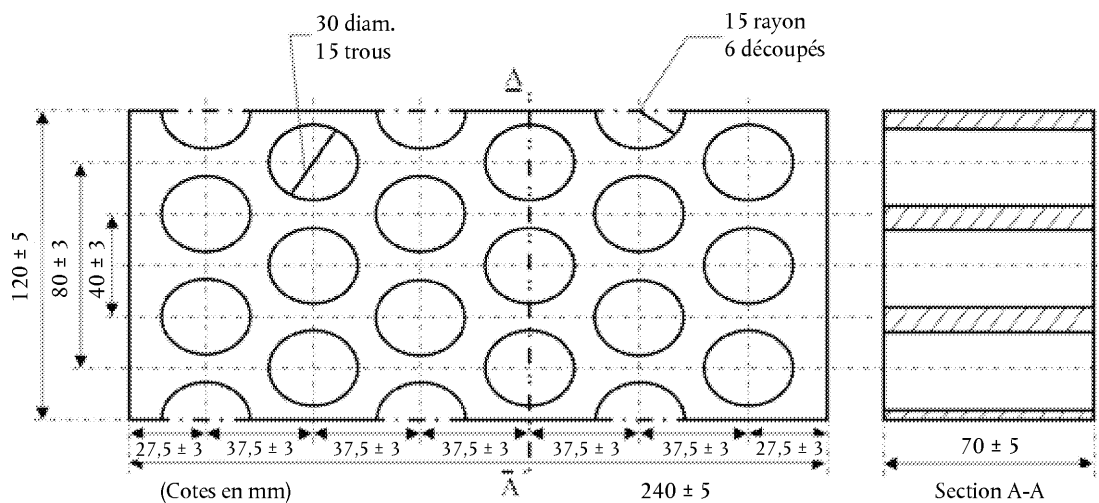 30 diam.
15 trous
15 rayon
6 découpés
A
120 ± 5
80 ± 3
40 ± 3
27,5 ± 3 37,5 ± 3 37,5 ± 3 37,5 ± 3 37,5 ± 3 37,5 ± 3 27,5 ± 3
70 ± 5
(Cotes en mm)
A
240 ± 5
Section A-A